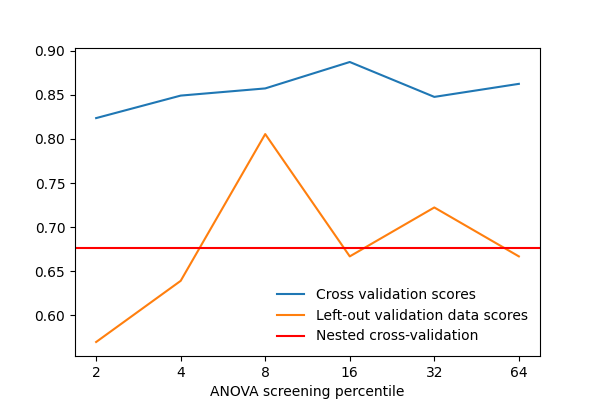 0.90
0.85
0.80
0.75
0.70
0.65
0.60
Cross validation scores
Left-out validation data scores
Nested cross-validation
2 4 8 16 32 64
ANOVA screening percentile